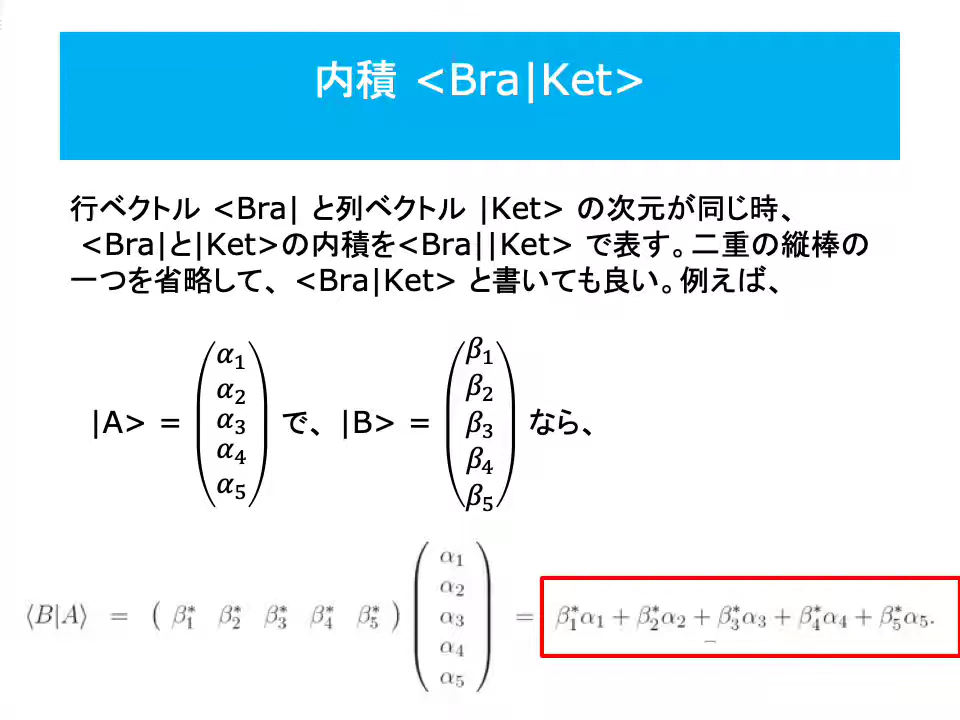 内積 <Bra|Ket>
行ベクトル <Bra| と列ベクトル |Ket> の次元が同じ時、
<Bra|と|Ket>の内積を<Bra||Ket> で表す。二重の縦棒の
一つを省略して、<Bra|Ket> と書いても良い。例えば、
|A> = (α₁ α₂ α₃ α₄ α₅) で、|B> = (β₁ β₂ β₃ β₄ β₅) なら、
⟨B|A⟩ = ( β₁* β₂* β₃* β₄* β₅* ) (α₁ α₂ α₃ α₄ α₅) = β₁*α₁ + β₂*α₂ + β₃*α₃ + β₄*α₄ + β₅*α₅.